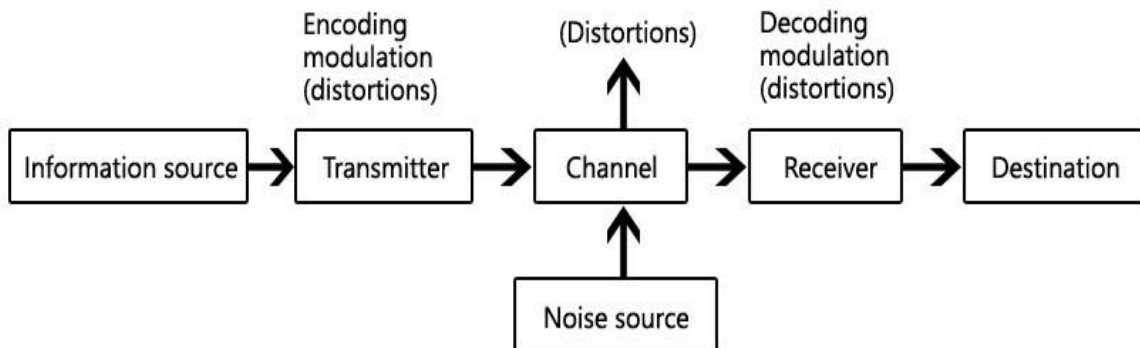 Encoding
modulation
(distortions)
(Distortions)
Decoding
modulation
(distortions)
Information source
Transmitter
Channel
Receiver
Destination
Noise source